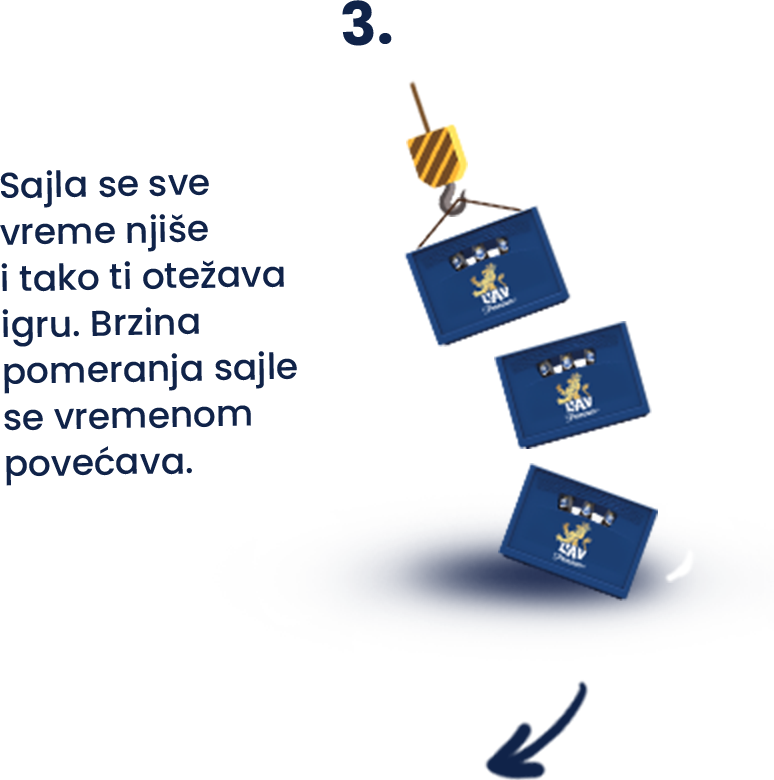 3.
Sajla se sve
vreme njiše
i tako ti otežava
igru. Brzina
pomeranja sajle
se vremenom
povećava.
LAV
LAV
LAV